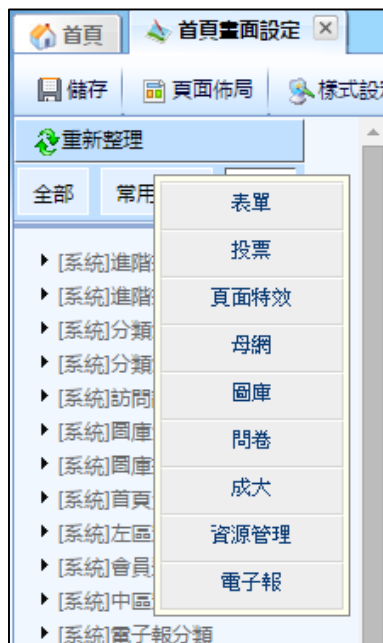 首頁
首頁畫面設定
儲存
頁面佈局
樣式設
重新整理
全部
常用
表單
投票
頁面特效
母網
圖庫
問卷
成大
資源管理
電子報
[系統]進階
[系統]進階
[系統]分類
[系統]分類
[系統]訪問
[系統]圖庫
[系統]圖庫
[系統]首頁
[系統]左區
[系統]會員
[系統]中區
[系統]電子報分類